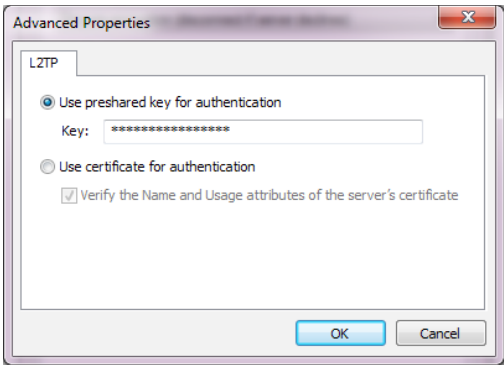 Advanced Properties
L2TP
Use preshared key for authentication
Key: ****************
Use certificate for authentication
Verify the Name and Usage attributes of the server's certificate
OK Cancel